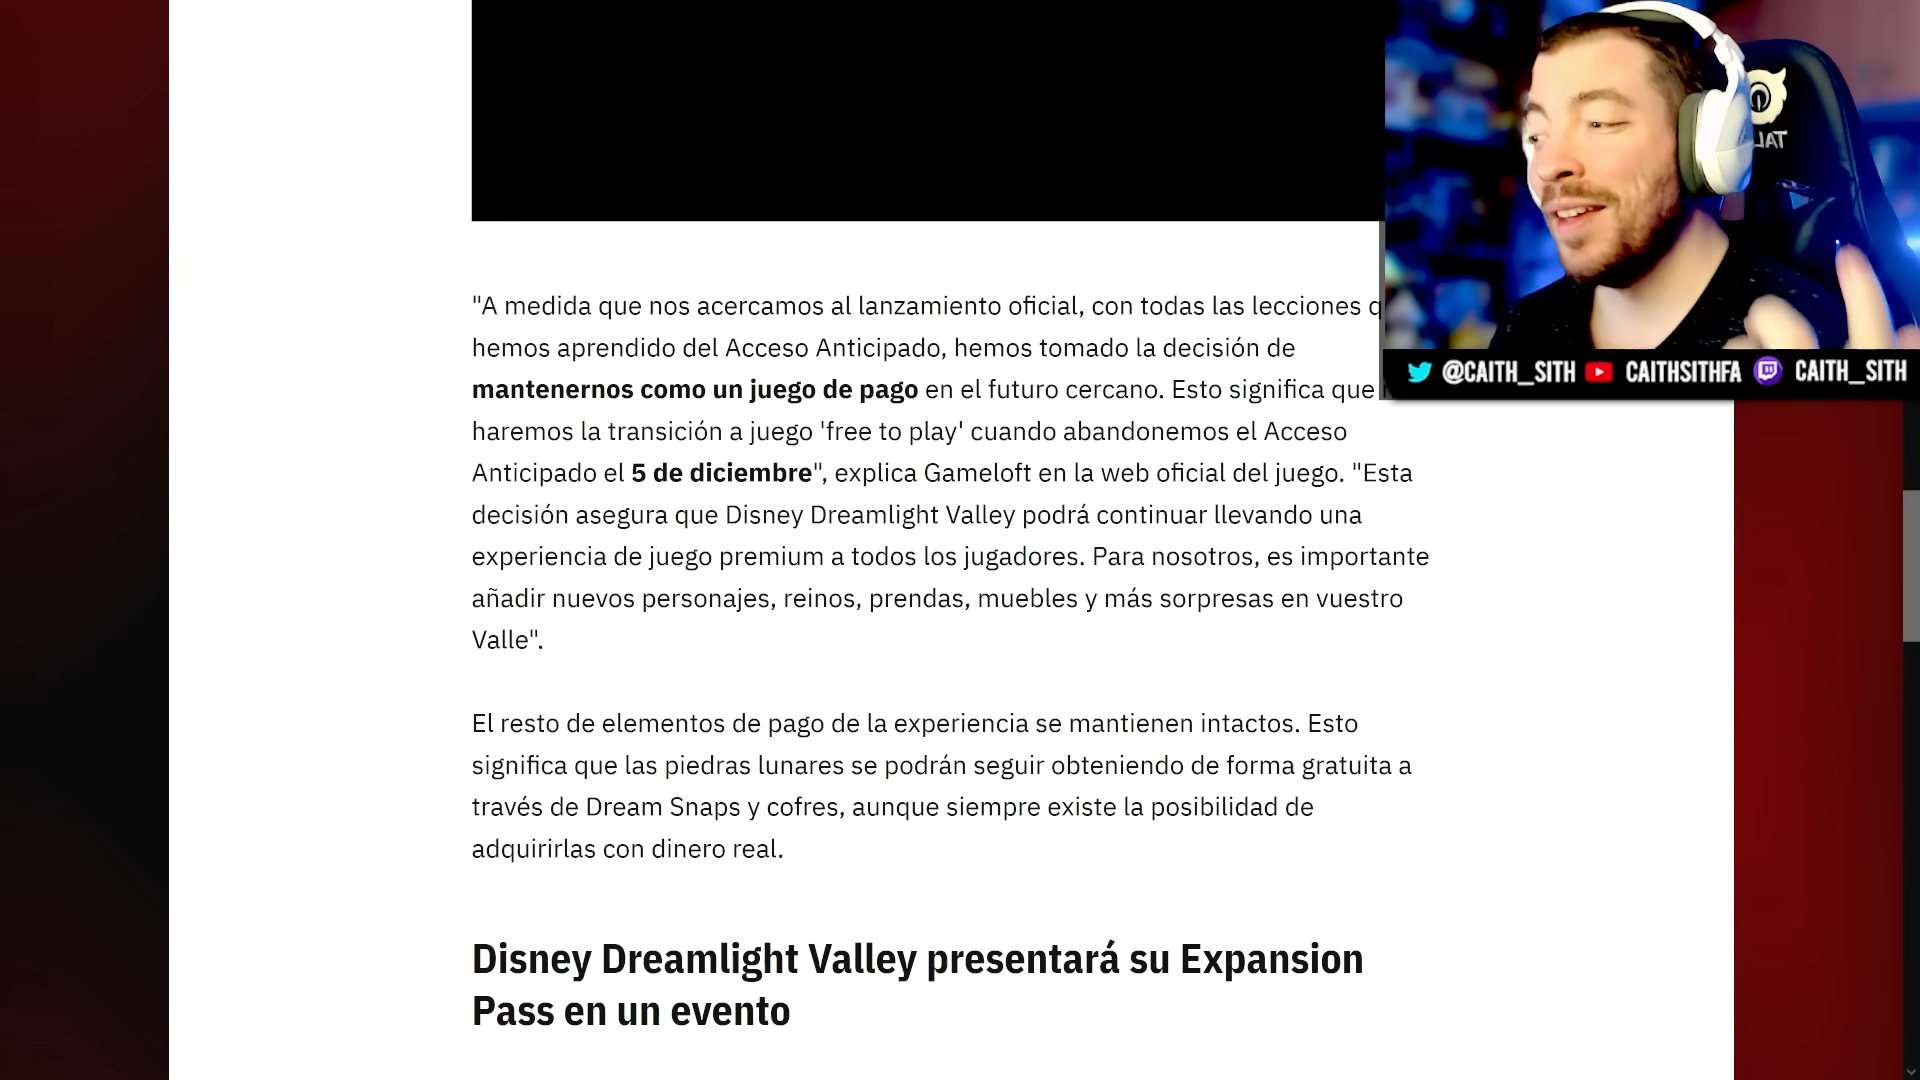 "A medida que nos acercamos al lanzamiento oficial, con todas las lecciones
hemos aprendido del Acceso Anticipado, hemos tomado la decisión de
mantenernos como un juego de pago en el futuro cercano. Esto significa que
haremos la transición a juego 'free to play' cuando abandonemos el Acceso
Anticipado el 5 de diciembre", explica Gameloft en la web oficial del juego. "Esta
decisión asegura que Disney Dreamlight Valley podrá continuar llevando una
experiencia de juego premium a todos los jugadores. Para nosotros, es importante
añadir nuevos personajes, reinos, prendas, muebles y más sorpresas en vuestro
Valle".
El resto de elementos de pago de la experiencia se mantienen intactos. Esto
significa que las piedras lunares se podrán seguir obteniendo de forma gratuita a
través de Dream Snaps y cofres, aunque siempre existe la posibilidad de
adquirirlas con dinero real.
Disney Dreamlight Valley presentará su Expansion
Pass en un evento
@CAITH_SITH CAITHSITHFA CAITH_SITH